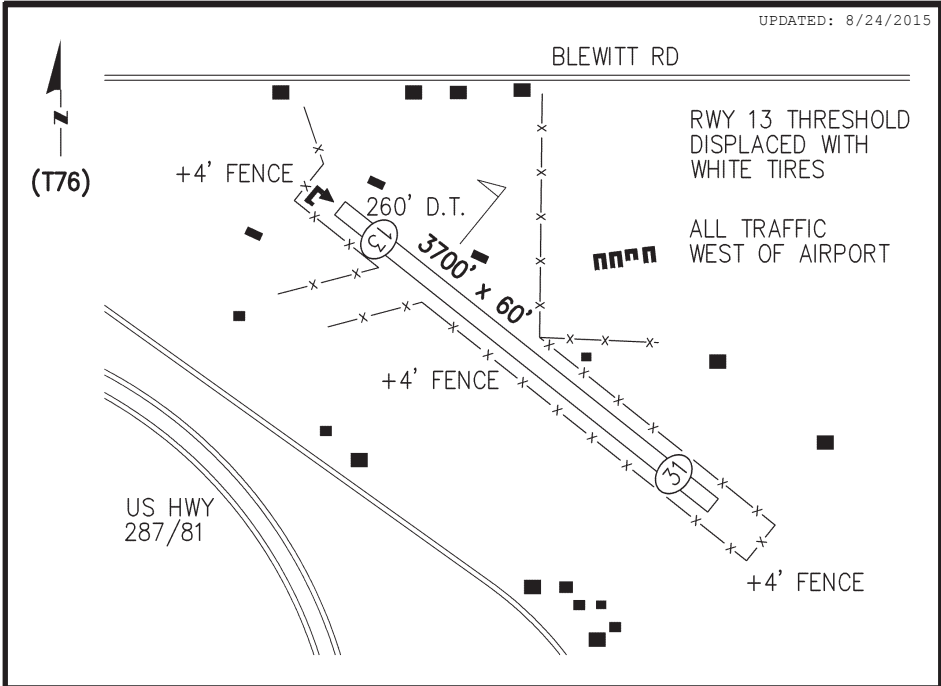 UPDATED: 8/24/2015
BLEWITT RD
N
(T76)
RWY 13 THRESHOLD
DISPLACED WITH
WHITE TIRES
+4' FENCE
260' D.T.
13
3700' x 60'
ALL TRAFFIC
WEST OF AIRPORT
+4' FENCE
31
US HWY
287/81
+4' FENCE